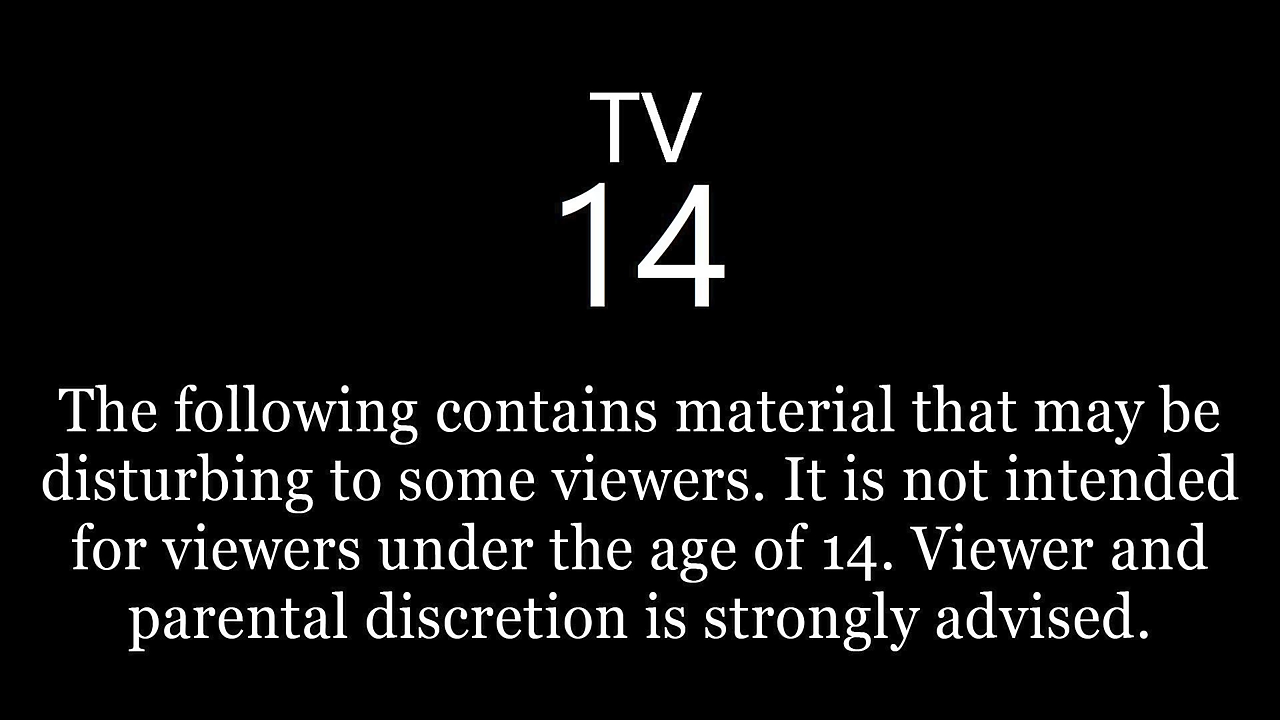 TV
14
The following contains material that may be
disturbing to some viewers. It is not intended
for viewers under the age of 14. Viewer and
parental discretion is strongly advised.